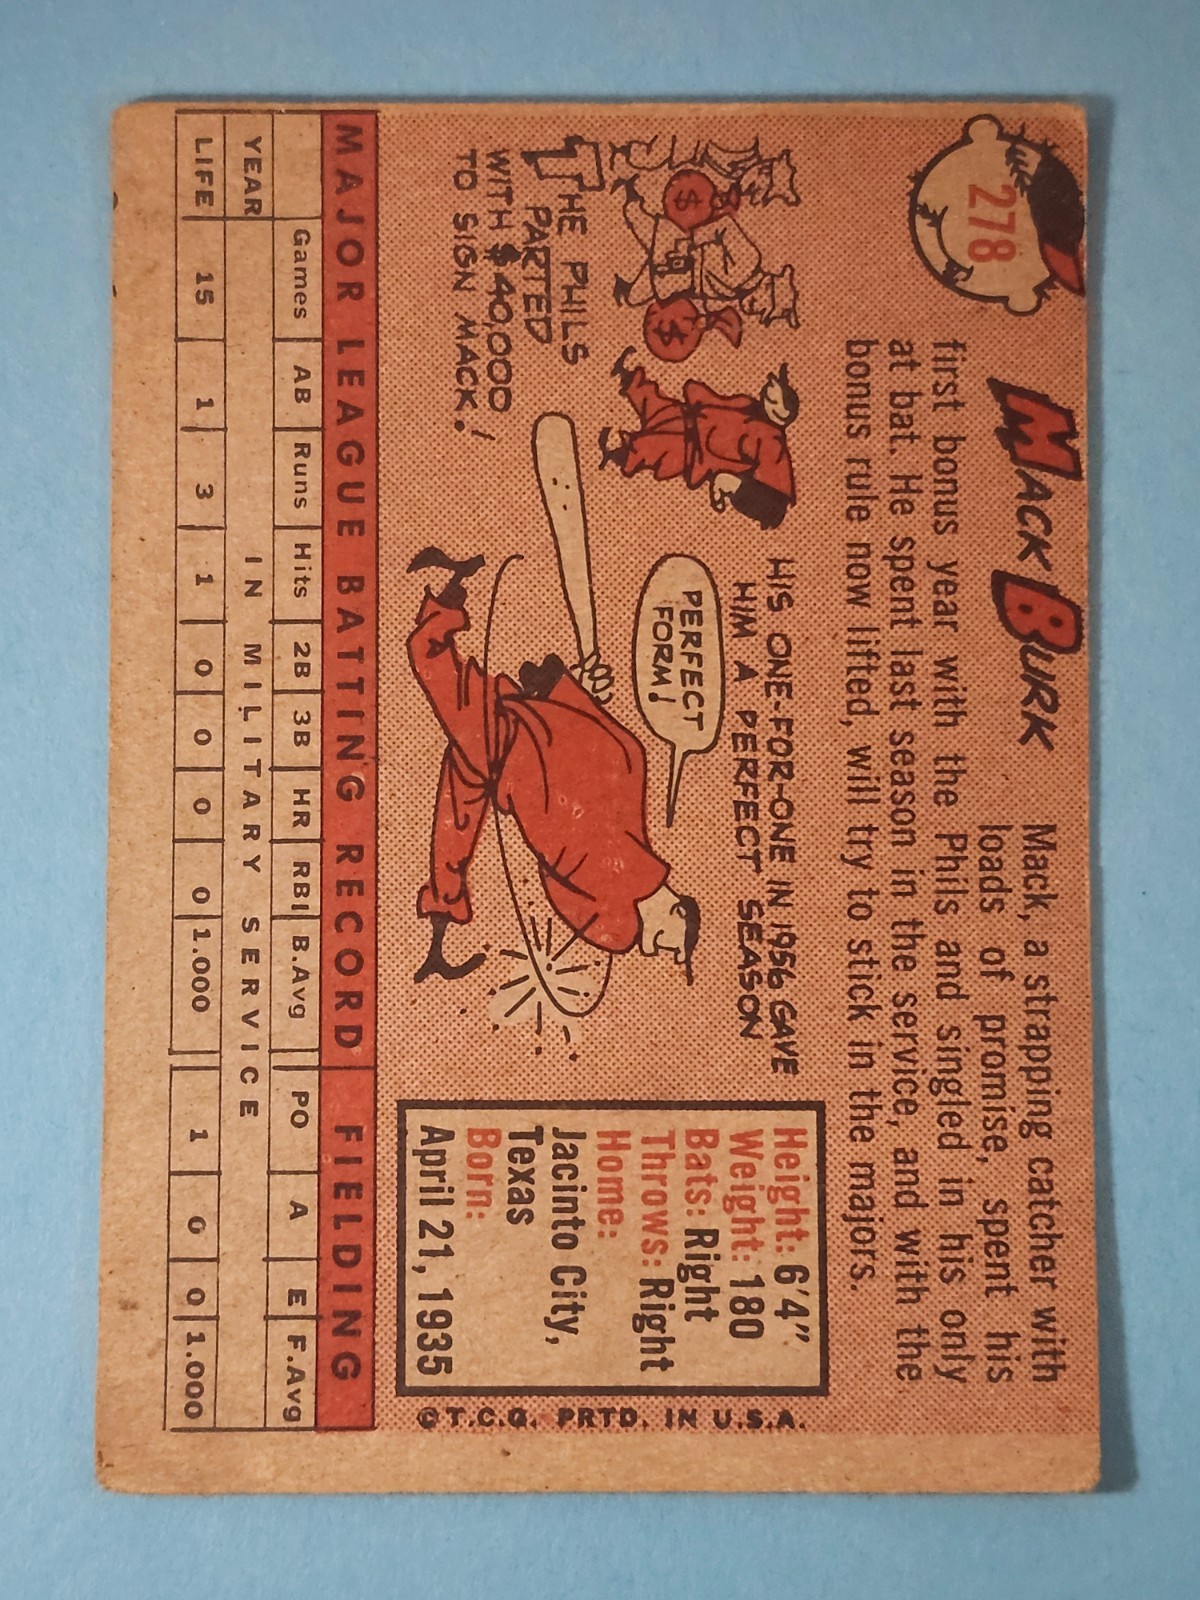 278
MACK BURK
Mack, a strapping catcher with
loads of promise, spent his
first bonus year with the Phils and singled in his only
at bat. He spent last season in the service, and with the
bonus rule now lifted, will try to stick in the majors.
THE PHILS
PARTED
WITH $40,000
TO SIGN MACK!
$
$
HIS ONE-FOR-ONE IN 1956 GAVE
HIM A PERFECT SEASON
PERFECT
FORM!
Height: 6'4"
Weight: 180
Bats: Right
Throws: Right
Home:
Jacinto City,
Texas
Born:
April 21, 1935
©T.C.G. PRTD. IN U.S.A.
MAJOR LEAGUE BATTING RECORD FIELDING
Games AB Runs Hits 2B 3B HR RBI B.Avg PO A E F.Avg
YEAR IN MILITARY SERVICE
LIFE 15 1 3 1 0 0 0 0 1.000 1 0 0 1.000